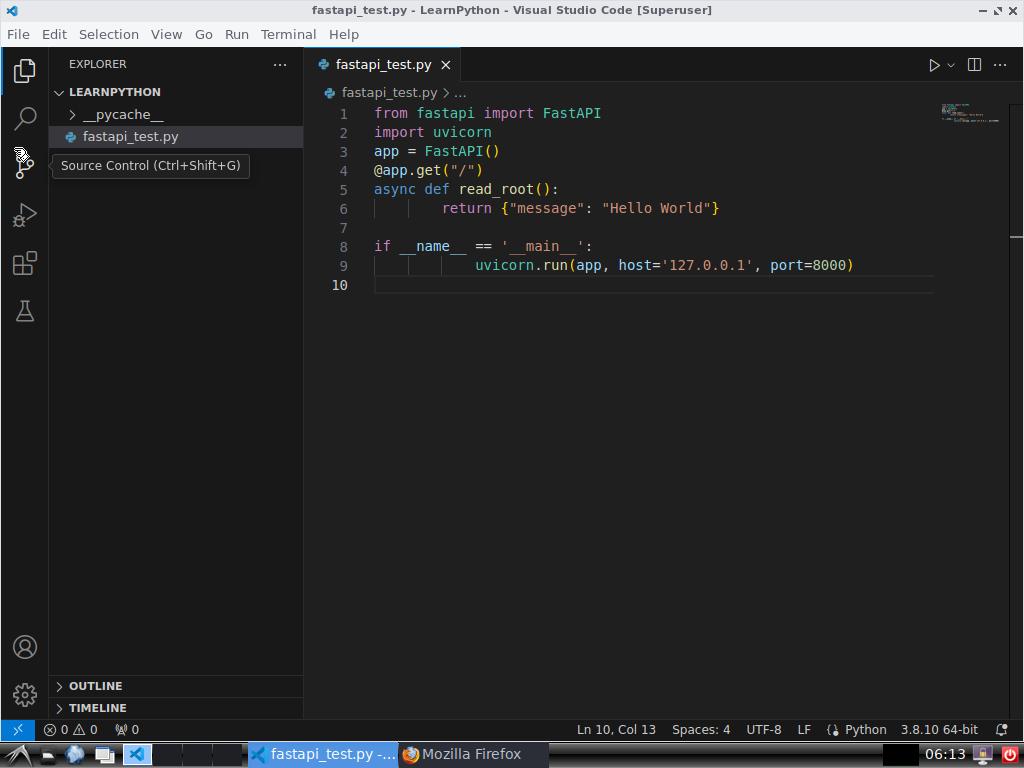 fastapi_test.py - LearnPython - Visual Studio Code [Superuser]
File Edit Selection View Go Run Terminal Help
EXPLORER
LEARNPYTHON
__pycache__
fastapi_test.py
Source Control (Ctrl+Shift+G)
OUTLINE
TIMELINE
fastapi_test.py
fastapi_test.py > ...
1 from fastapi import FastAPI
2 import uvicorn
3 app = FastAPI()
4 @app.get("/")
5 async def read_root():
6 return {"message": "Hello World"}
7
8 if __name__ == '__main__':
9 uvicorn.run(app, host='127.0.0.1', port=8000)
10
0 0 0 Ln 10, Col 13 Spaces: 4 UTF-8 LF {} Python 3.8.10 64-bit
fastapi_test.py -... Mozilla Firefox 06:13